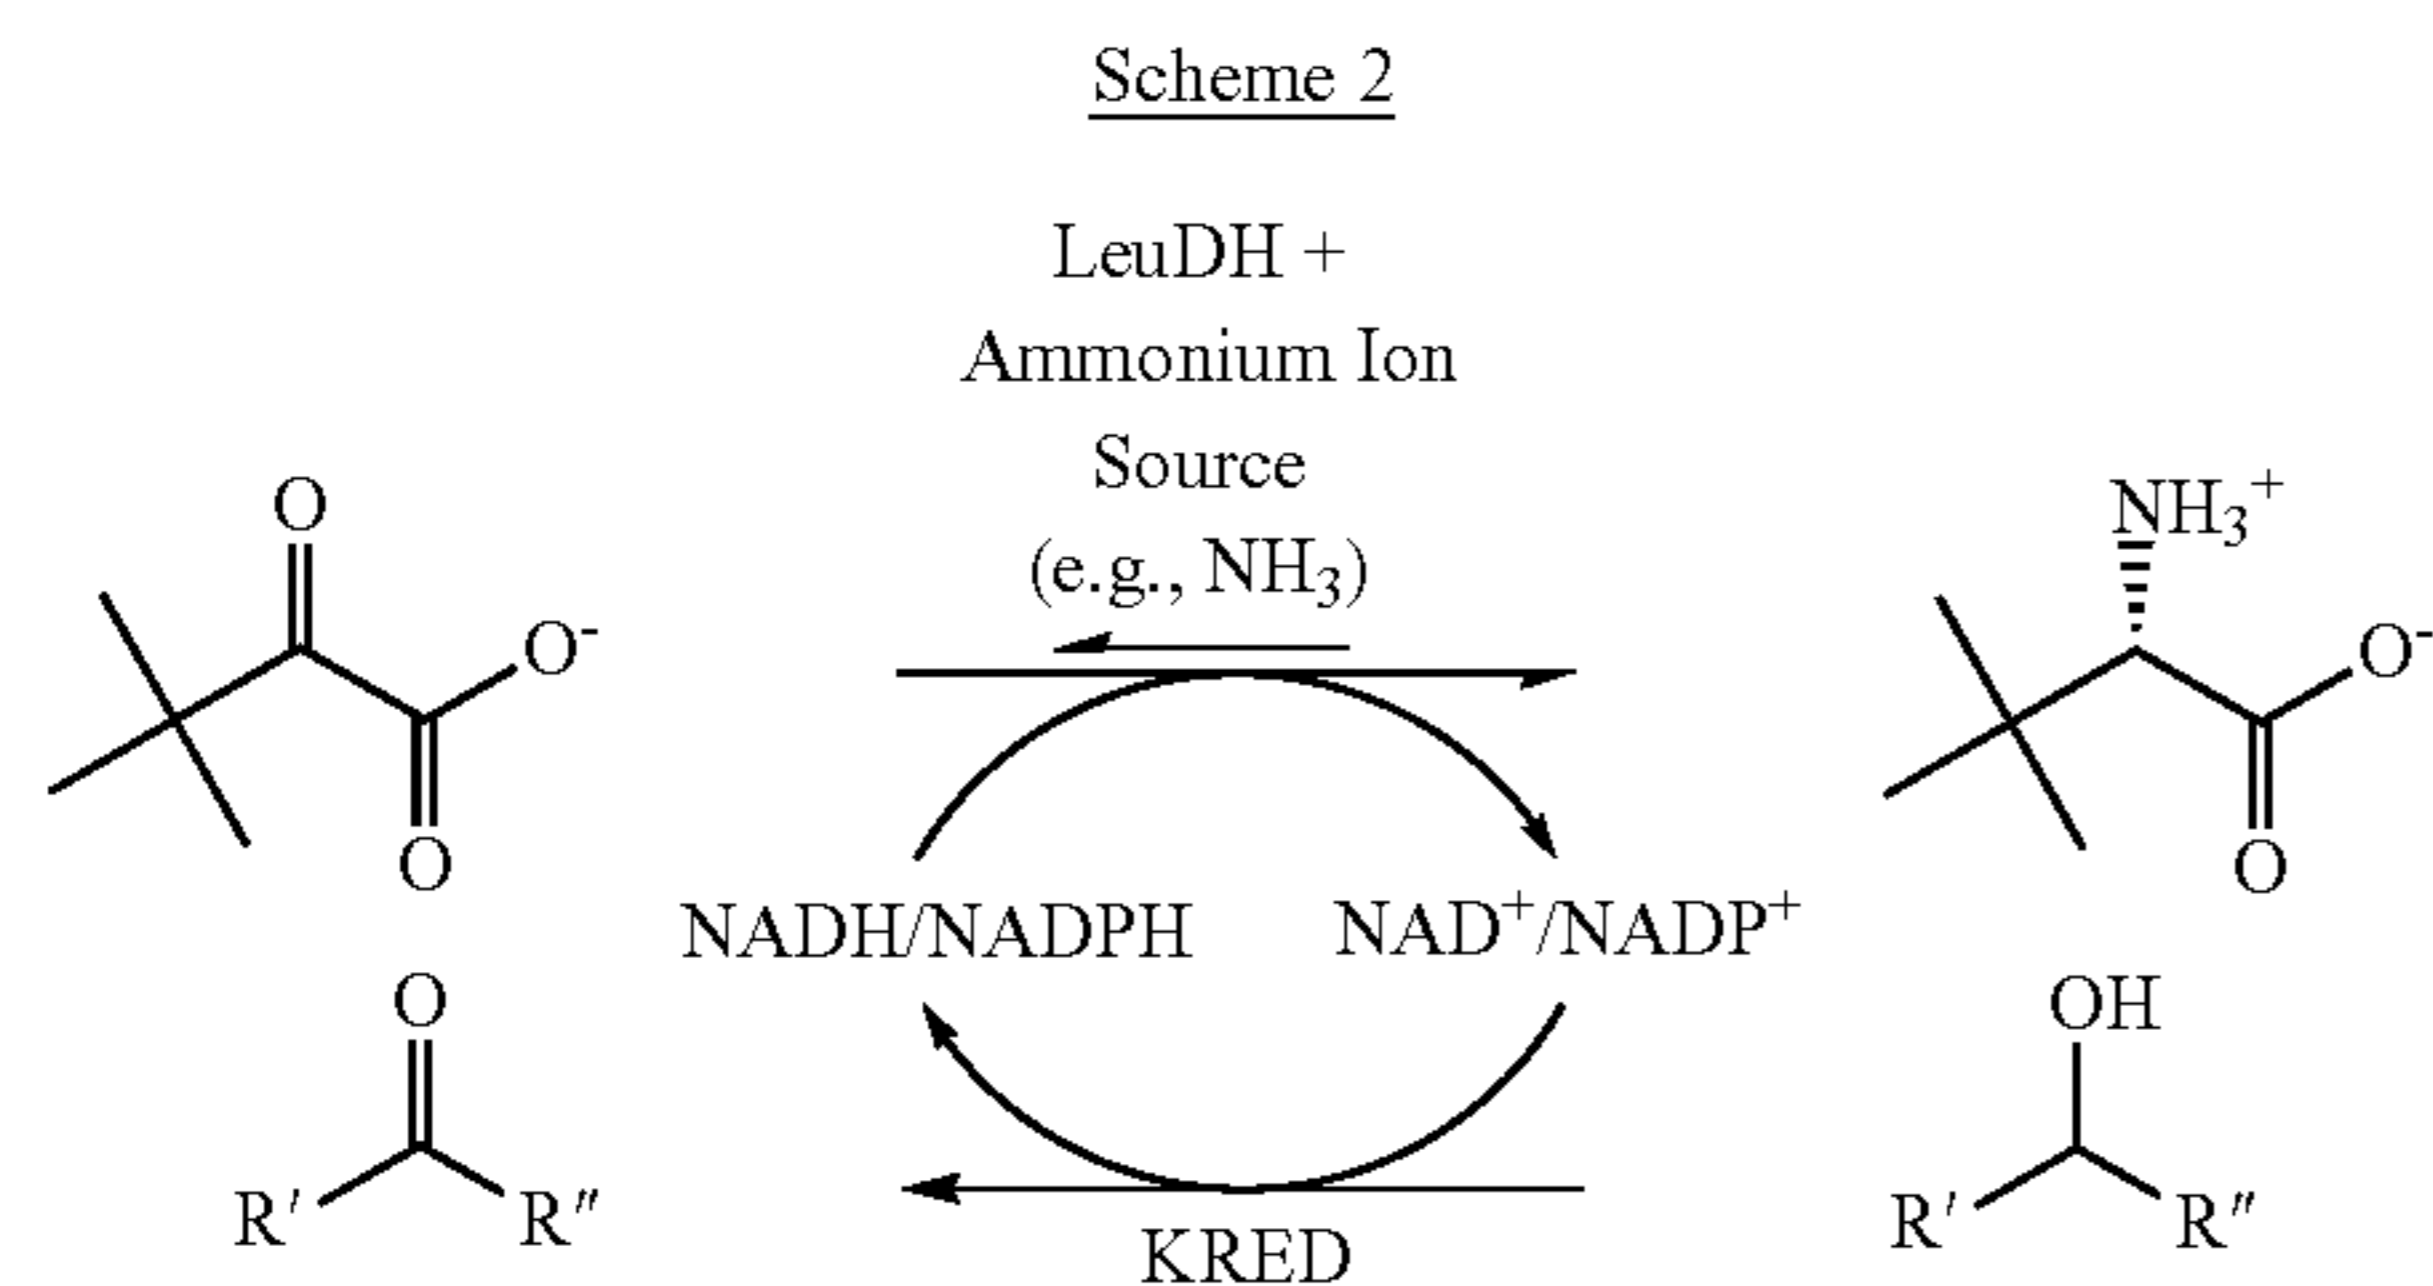 Scheme 2
LeuDH +
Ammonium Ion
Source
(e.g., NH₃)
O
O⁻
O
NH₃⁺
O⁻
O
NADH/NADPH
NAD⁺/NADP⁺
O
R′
R″
OH
R′
R″
KRED